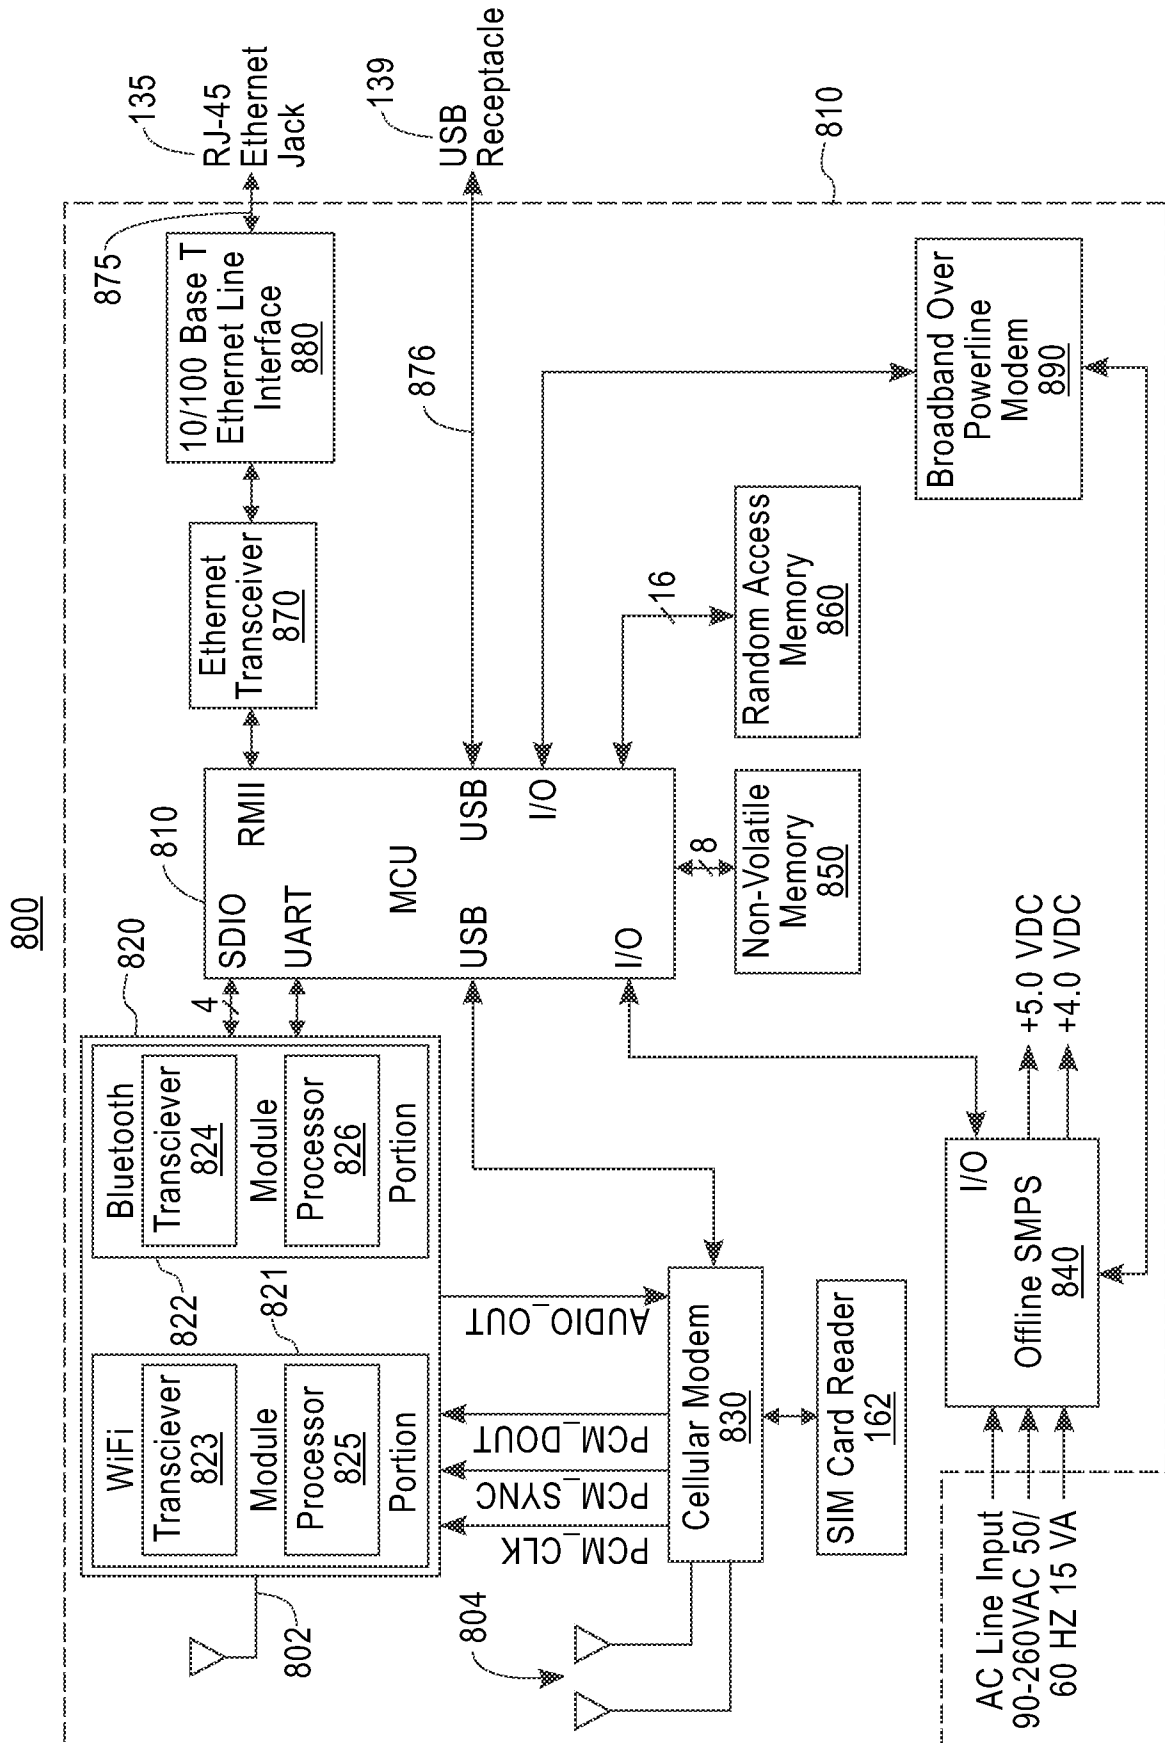 800
802
WiFi
Transciever
823
Module
Processor
825
Portion
821
822
Bluetooth
Transciever
824
Module
Processor
826
Portion
820
4
SDIO
UART
810
RMII
MCU
USB
USB
I/O
I/O
Ethernet
Transceiver
870
10/100 Base T
Ethernet Line
Interface
880
875
RJ-45
Ethernet
Jack
135
876
USB
Receptacle
139
810
804
PCM_CLK
PCM_SYNC
PCM_DOUT
AUDIO_OUT
Cellular Modem
830
SIM Card Reader
162
8
Non-Volatile
Memory
850
16
Random Access
Memory
860
Broadband Over
Powerline
Modem
890
AC Line Input
90-260VAC 50/
60 HZ 15 VA
I/O
Offline SMPS
840
+5.0 VDC
+4.0 VDC